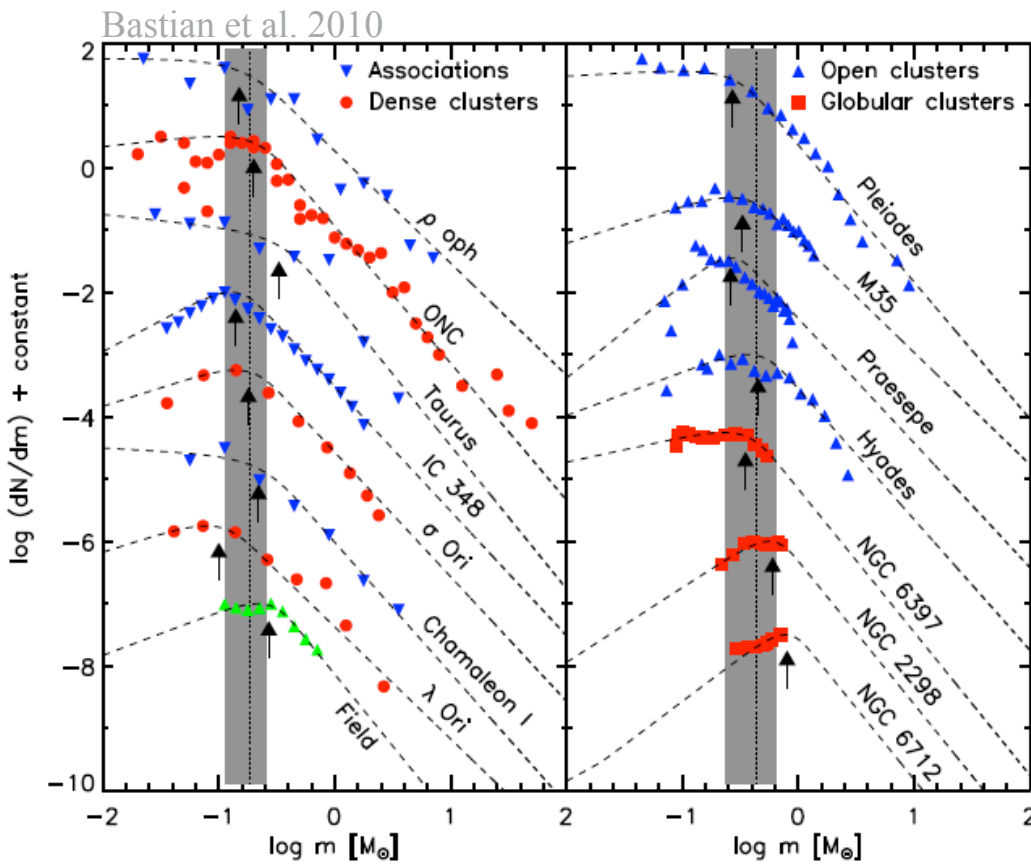 Bastian et al. 2010
Associations
Dense clusters
Open clusters
Globular clusters
2
0
−2
−4
−6
−8
−10
log (dN/dm) + constant
ρ oph
ONC
Taurus
IC 348
σ Ori
Chamaleon I
λ Ori
Field
Pleiades
M35
Praesepe
Hyades
NGC 6397
NGC 2298
NGC 6712
−2 −1 0 1 2 −1 0 1 2
log m [M⊙] log m [M⊙]